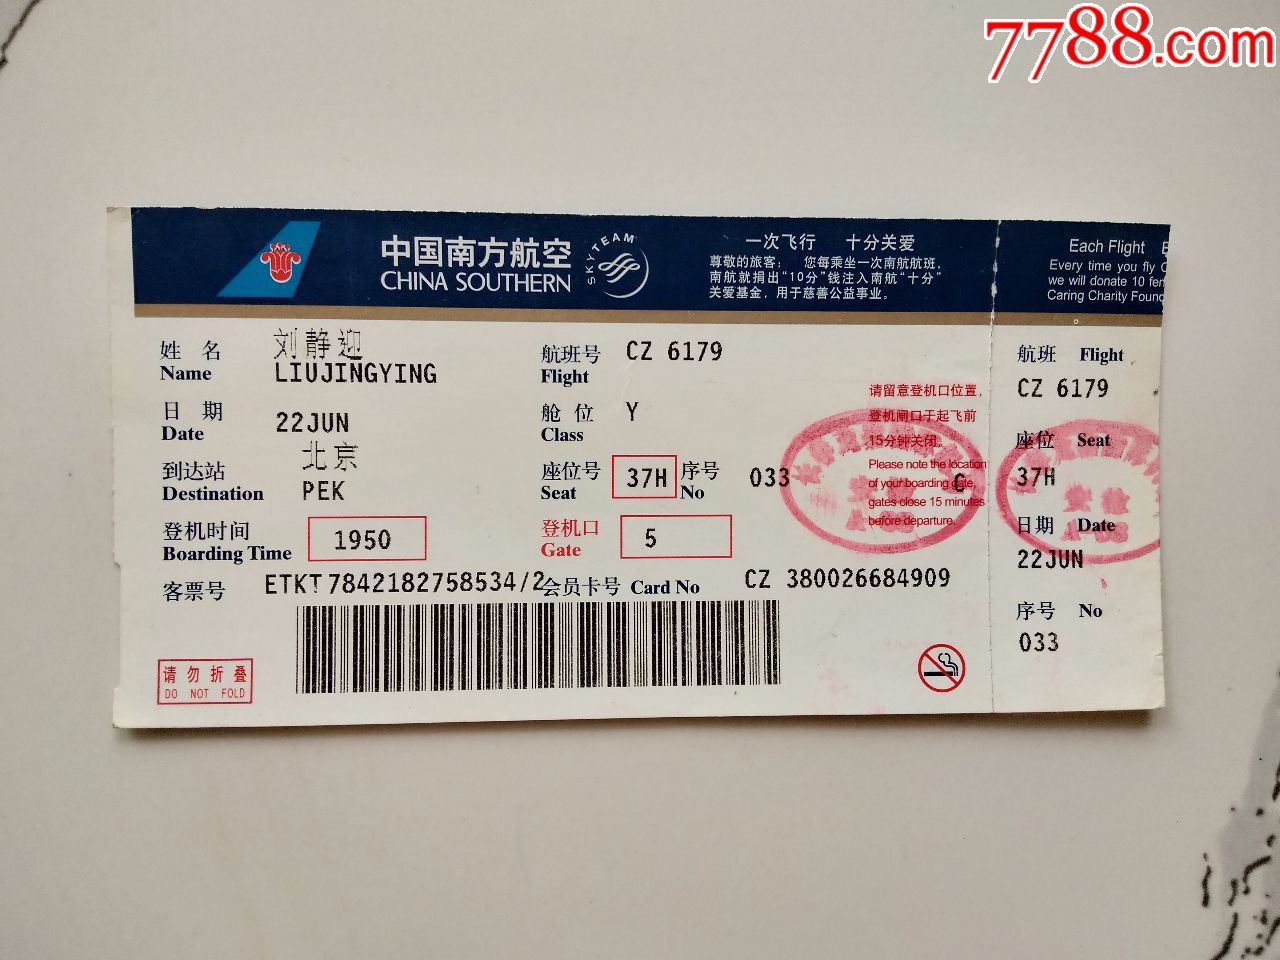 7788.com
中国南方航空
CHINA SOUTHERN
SKYTEAM
一次飞行 十分关爱
尊敬的旅客： 您每乘坐一次南航航班，
南航就捐出“10分”钱注入南航“十分”
关爱基金，用于慈善公益事业。
Each Flight
Every time you fly
we will donate 10
Caring Charity
姓 名 刘静迎
Name LIUJINGYING
日 期
Date 22JUN
到达站 北京
Destination PEK
登机时间
Boarding Time 1950
客票号 ETKT7842182758534/2
航班号 CZ 6179
Flight
舱 位 Y
Class
座位号 37H 序号 033
Seat No
登机口 5
Gate
会员卡号 Card No CZ 380026684909
请留意登机口位置，
登机闸口于起飞前
15分钟关闭。
Please note the location
of your boarding gate,
gates close 15 minutes
before departure.
C
请勿折叠
DO NOT FOLD
航班 Flight
CZ 6179
座位 Seat
37H
日期 Date
22JUN
序号 No
033
安检
A-08